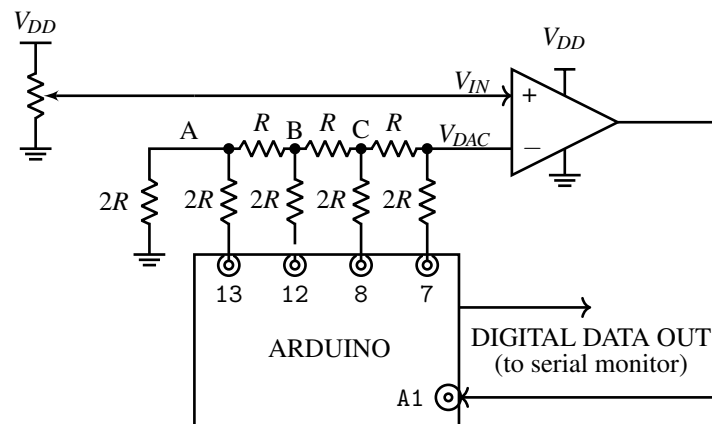 V_DD
V_DD
V_IN
+
A R B R C R V_DAC
−
2R 2R 2R 2R 2R
13 12 8 7
ARDUINO
DIGITAL DATA OUT
(to serial monitor)
A1